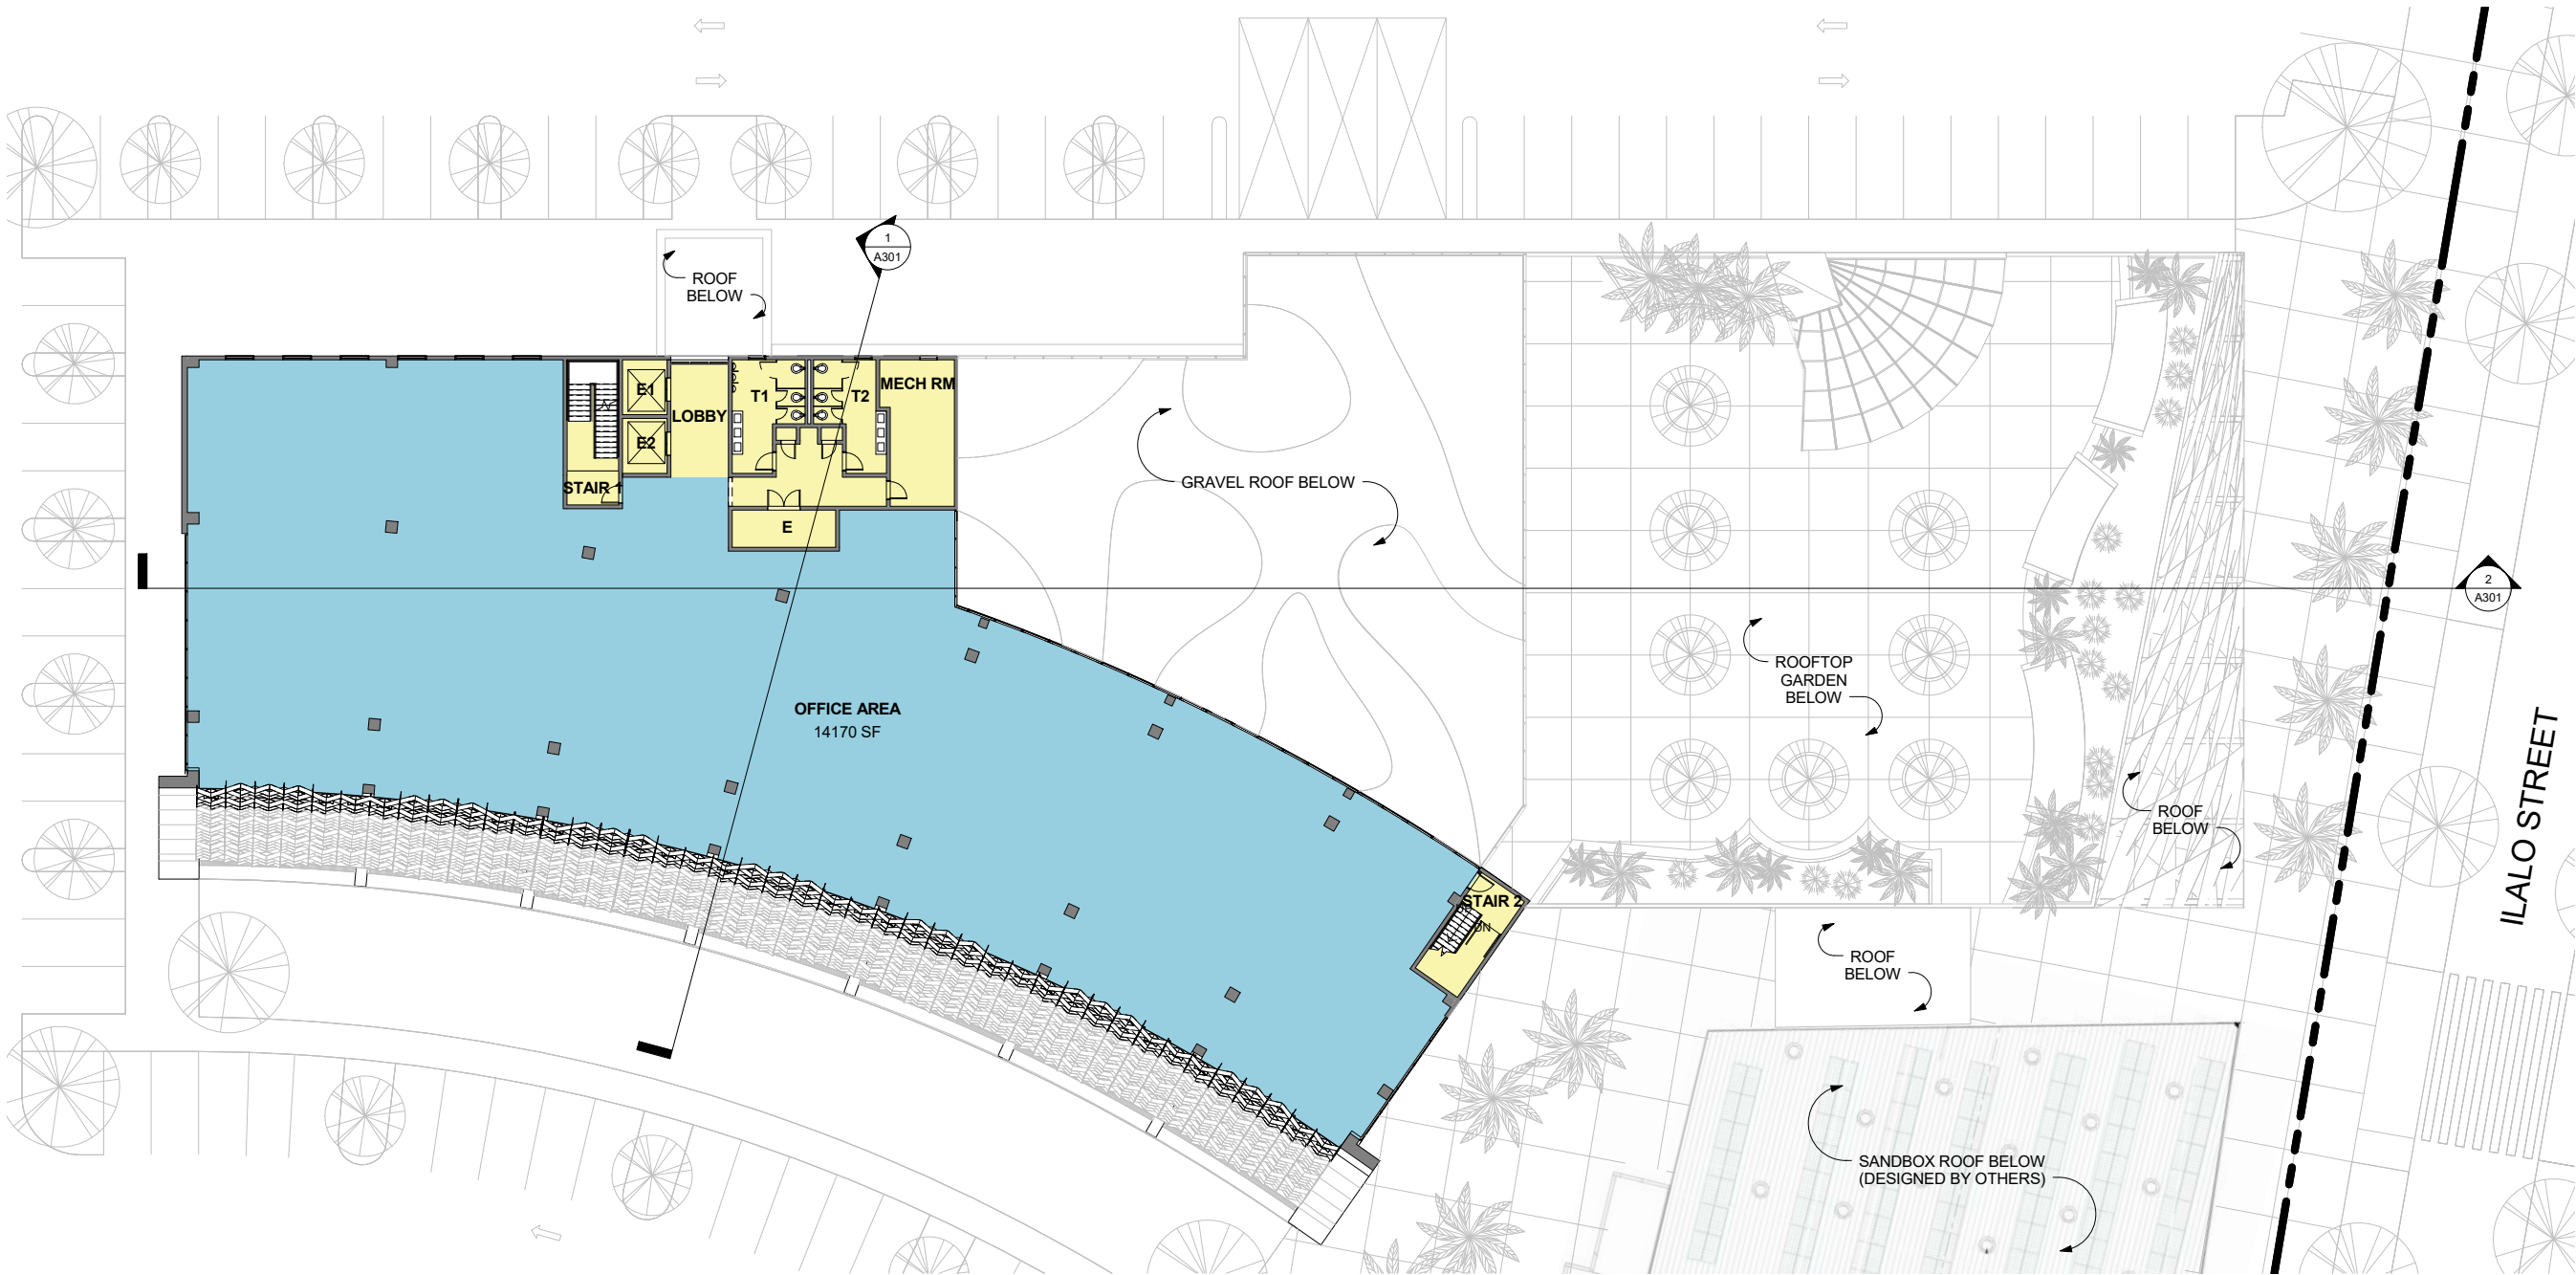 1
A301
ROOF
BELOW
E1
E2
LOBBY
T1
T2
MECH RM
STAIR 1
E
GRAVEL ROOF BELOW
2
A301
OFFICE AREA
14170 SF
ROOFTOP
GARDEN
BELOW
ROOF
BELOW
ILALO STREET
STAIR 2
DN
ROOF
BELOW
SANDBOX ROOF BELOW
(DESIGNED BY OTHERS)